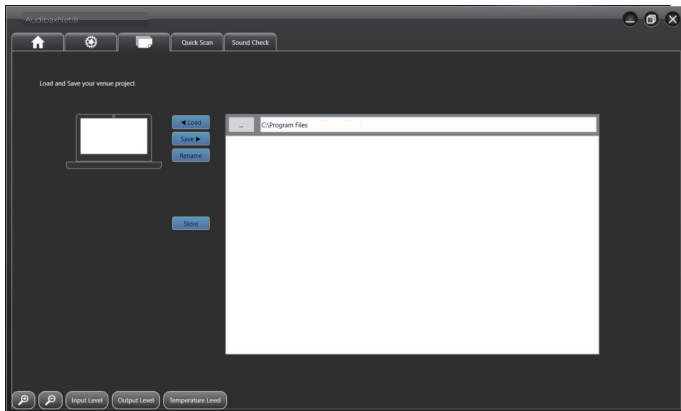 AudibaxNet®
Quick Scan
Sound Check
Load and Save your venue project
◀ Load
Save ▶
Rename
Store
...
C:\Program Files
Input Level
Output Level
Temperature Level